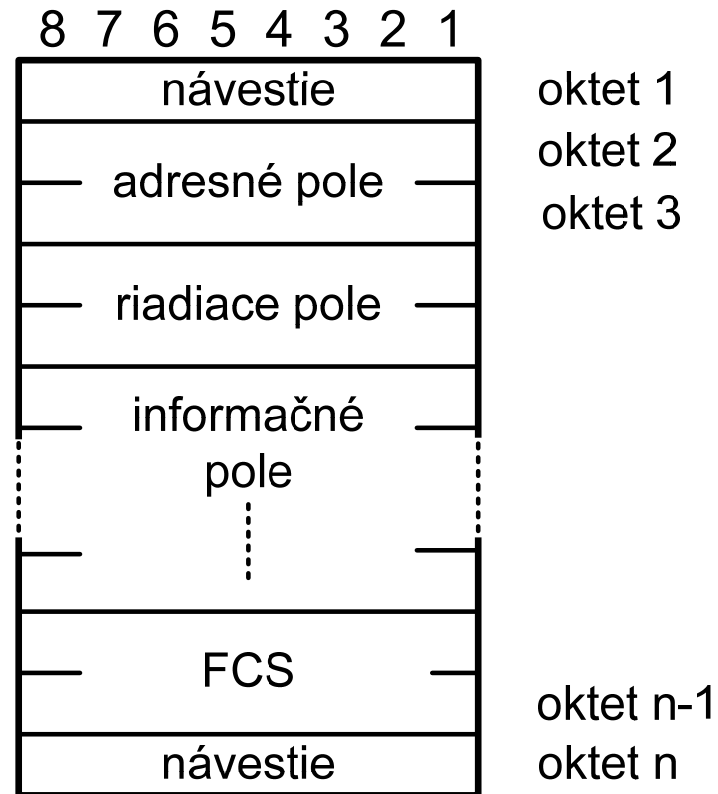 8 7 6 5 4 3 2 1
návestie oktet 1
oktet 2
adresné pole
oktet 3
riadiace pole
informačné
pole
FCS
oktet n-1
návestie oktet n